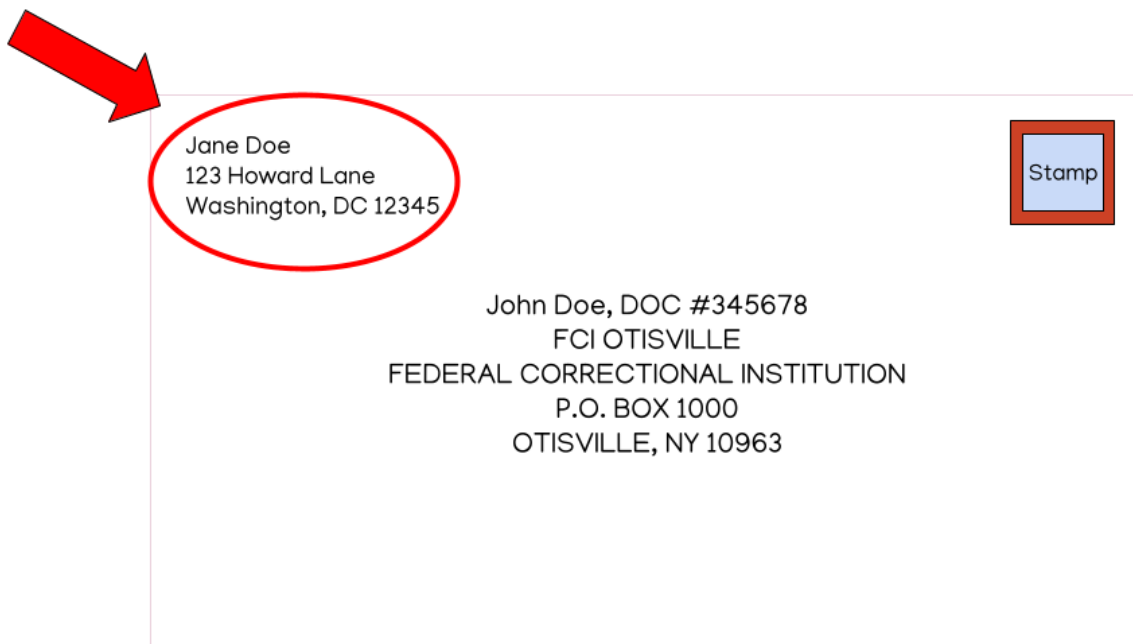 Jane Doe
123 Howard Lane
Washington, DC 12345
Stamp
John Doe, DOC #345678
FCI OTISVILLE
FEDERAL CORRECTIONAL INSTITUTION
P.O. BOX 1000
OTISVILLE, NY 10963